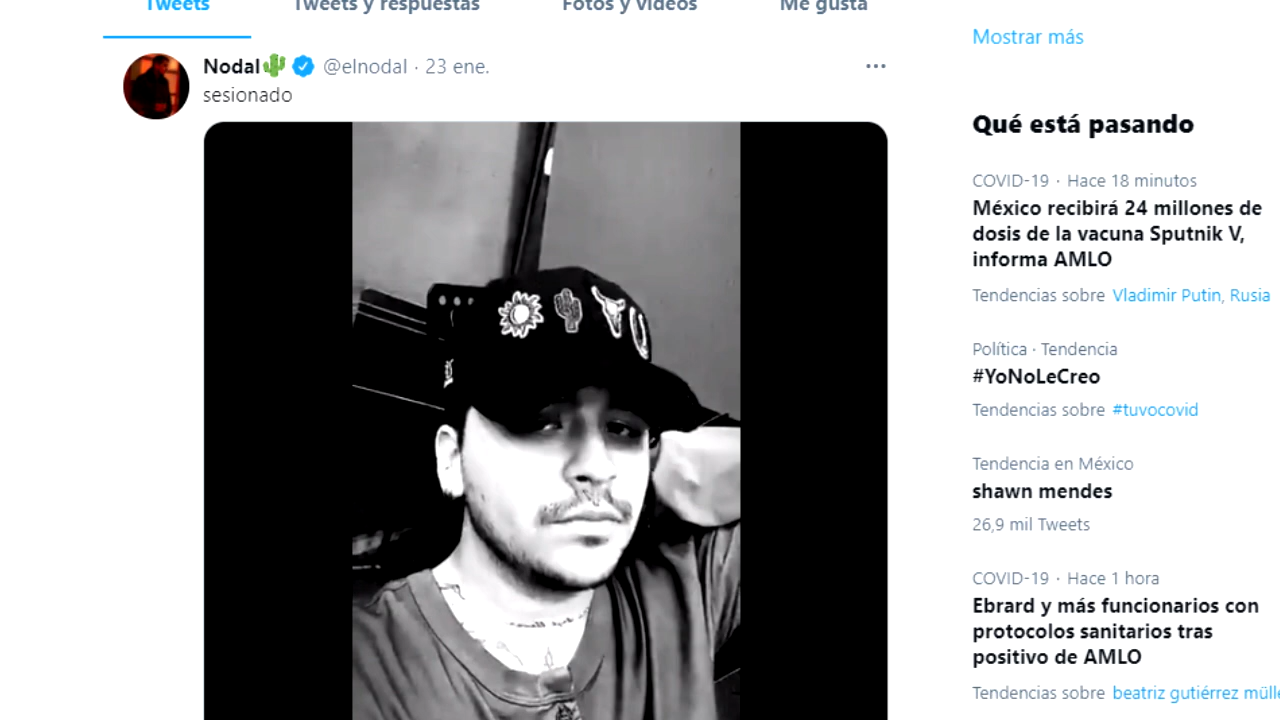 Tweets
Tweets y respuestas
Fotos y videos
Me gusta
Nodal @elnodal · 23 ene.
sesionado
Mostrar más
Qué está pasando
COVID-19 · Hace 18 minutos
México recibirá 24 millones de
dosis de la vacuna Sputnik V,
informa AMLO
Tendencias sobre Vladimir Putin, Rusia
Política · Tendencia
#YoNoLeCreo
Tendencias sobre #tuvocovid
Tendencia en México
shawn mendes
26,9 mil Tweets
COVID-19 · Hace 1 hora
Ebrard y más funcionarios con
protocolos sanitarios tras
positivo de AMLO
Tendencias sobre beatriz gutiérrez mülle